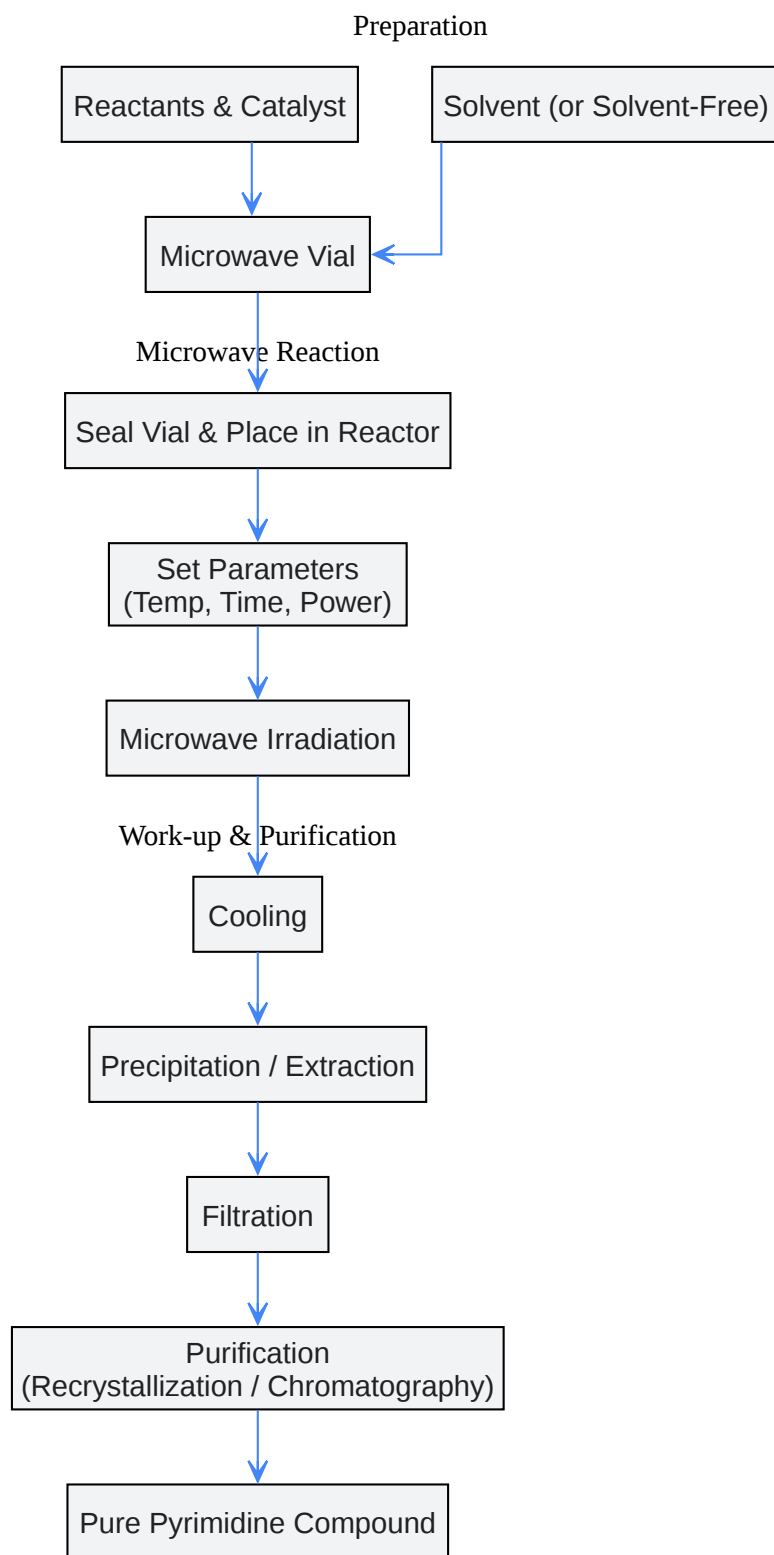 Preparation
Reactants & Catalyst
Solvent (or Solvent-Free)
Microwave Vial
Microwave Reaction
Seal Vial & Place in Reactor
Set Parameters
(Temp, Time, Power)
Microwave Irradiation
Work-up & Purification
Cooling
Precipitation / Extraction
Filtration
Purification
(Recrystallization / Chromatography)
Pure Pyrimidine Compound